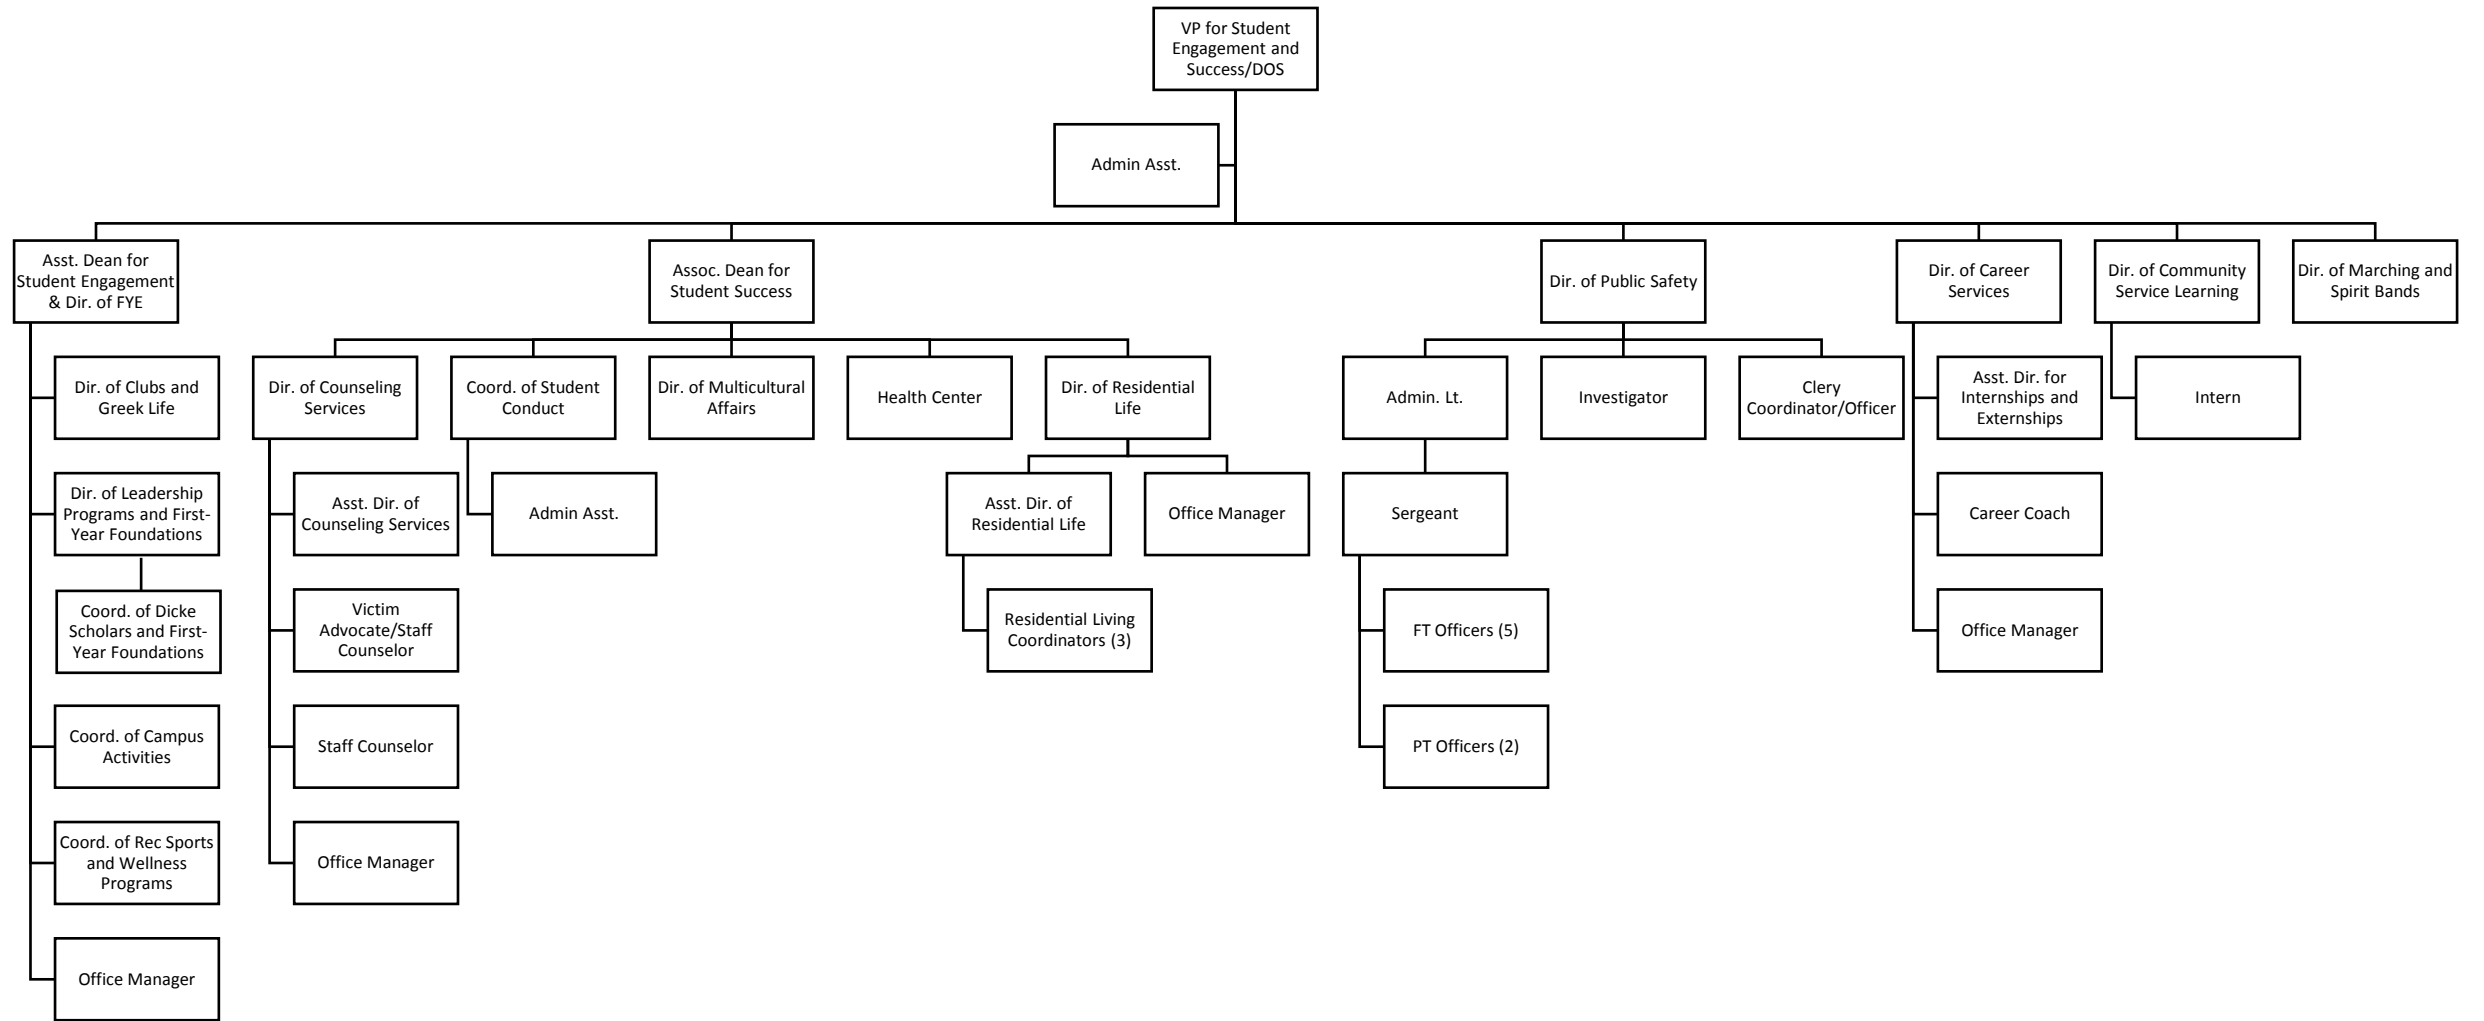 VP for Student
Engagement and
Success/DOS
Admin Asst.
Asst. Dean for
Student Engagement
& Dir. of FYE
Assoc. Dean for
Student Success
Dir. of Public Safety
Dir. of Career
Services
Dir. of Community
Service Learning
Dir. of Marching and
Spirit Bands
Dir. of Clubs and
Greek Life
Dir. of Counseling
Services
Coord. of Student
Conduct
Dir. of Multicultural
Affairs
Health Center
Dir. of Residential
Life
Admin. Lt.
Investigator
Clery
Coordinator/Officer
Asst. Dir. for
Internships and
Externships
Intern
Dir. of Leadership
Programs and First-
Year Foundations
Asst. Dir. of
Counseling Services
Admin Asst.
Asst. Dir. of
Residential Life
Office Manager
Sergeant
Career Coach
Coord. of Dicke
Scholars and First-
Year Foundations
Victim
Advocate/Staff
Counselor
Residential Living
Coordinators (3)
FT Officers (5)
Office Manager
Coord. of Campus
Activities
Staff Counselor
PT Officers (2)
Coord. of Rec Sports
and Wellness
Programs
Office Manager
Office Manager